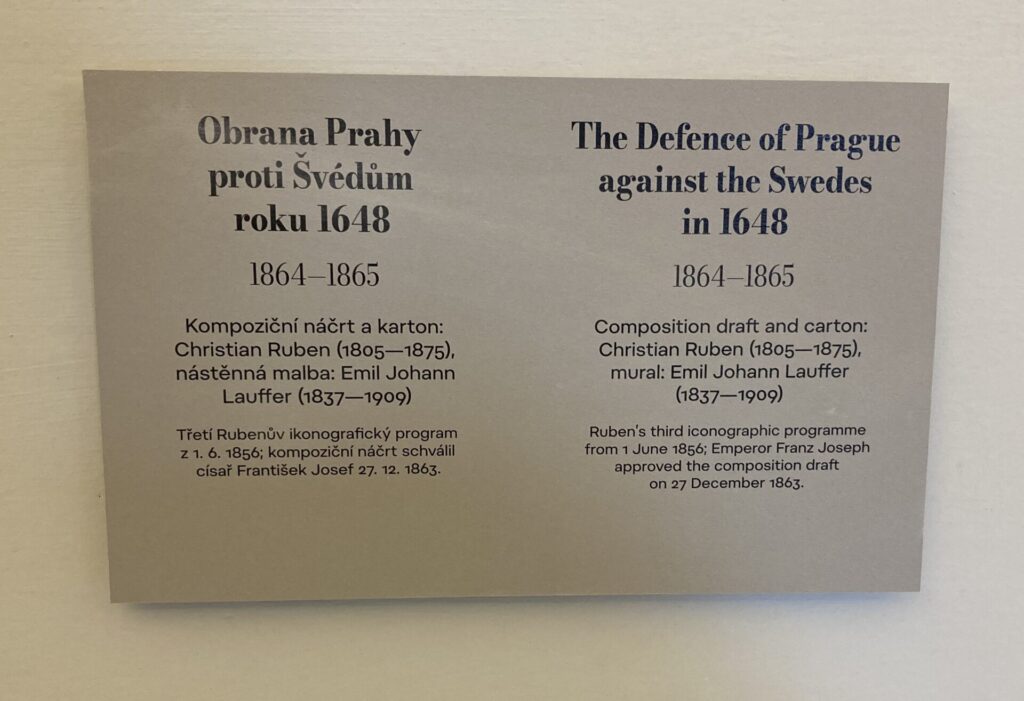 Obrana Prahy
proti Švédům
roku 1648
1864–1865
Kompoziční náčrt a karton:
Christian Ruben (1805—1875),
nástěnná malba: Emil Johann
Lauffer (1837—1909)
Třetí Rubenův ikonografický program
z 1. 6. 1856; kompoziční náčrt schválil
císař František Josef 27. 12. 1863.
The Defence of Prague
against the Swedes
in 1648
1864–1865
Composition draft and carton:
Christian Ruben (1805—1875),
mural: Emil Johann Lauffer
(1837—1909)
Ruben's third iconographic programme
from 1 June 1856; Emperor Franz Joseph
approved the composition draft
on 27 December 1863.